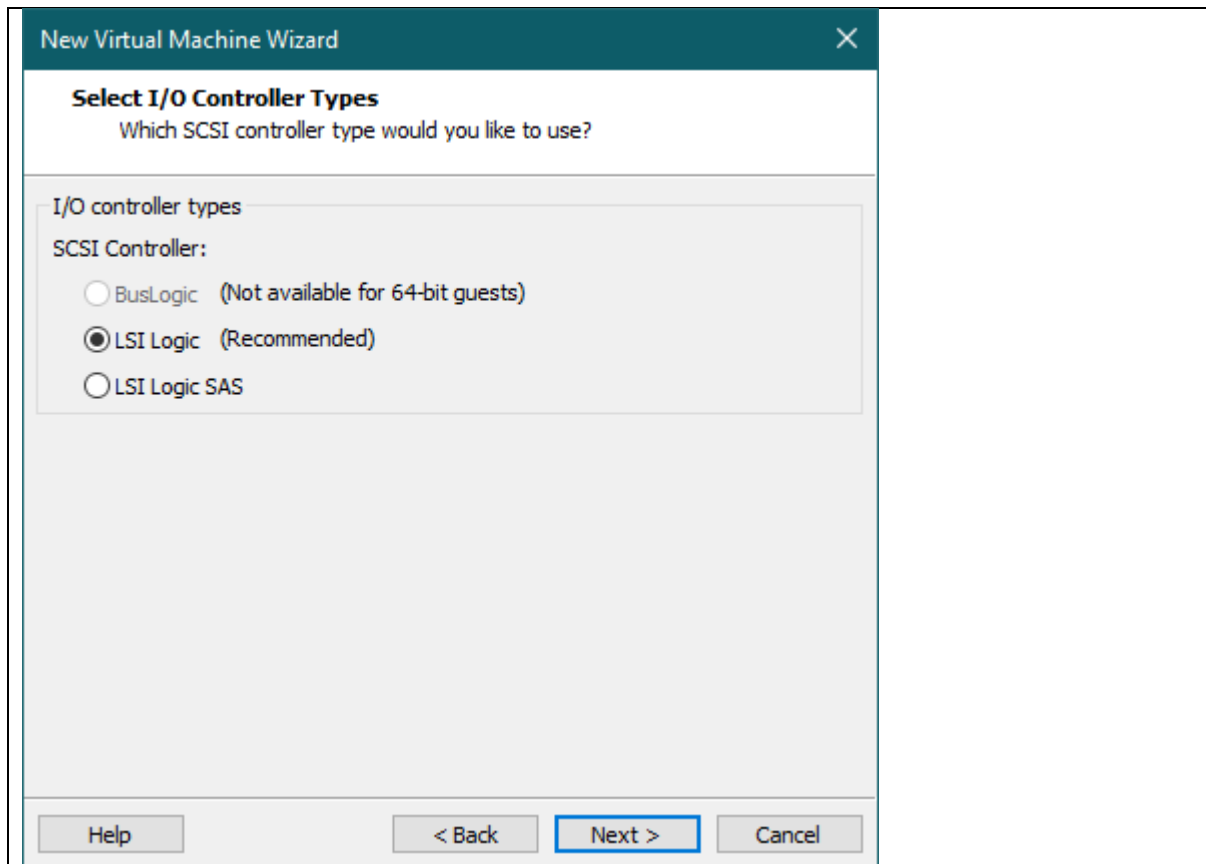 New Virtual Machine Wizard
Select I/O Controller Types
Which SCSI controller type would you like to use?
I/O controller types
SCSI Controller:
BusLogic (Not available for 64-bit guests)
LSI Logic (Recommended)
LSI Logic SAS
Help < Back Next > Cancel